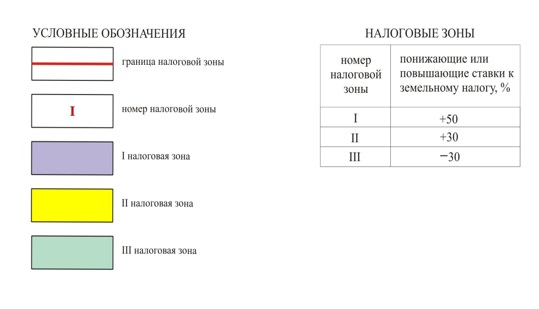 УСЛОВНЫЕ ОБОЗНАЧЕНИЯ
граница налоговой зоны
I
номер налоговой зоны
I налоговая зона
II налоговая зона
III налоговая зона
НАЛОГОВЫЕ ЗОНЫ
номер
налоговой
зоны
понижающие или
повышающие ставки к
земельному налогу, %
I +50
II +30
III −30